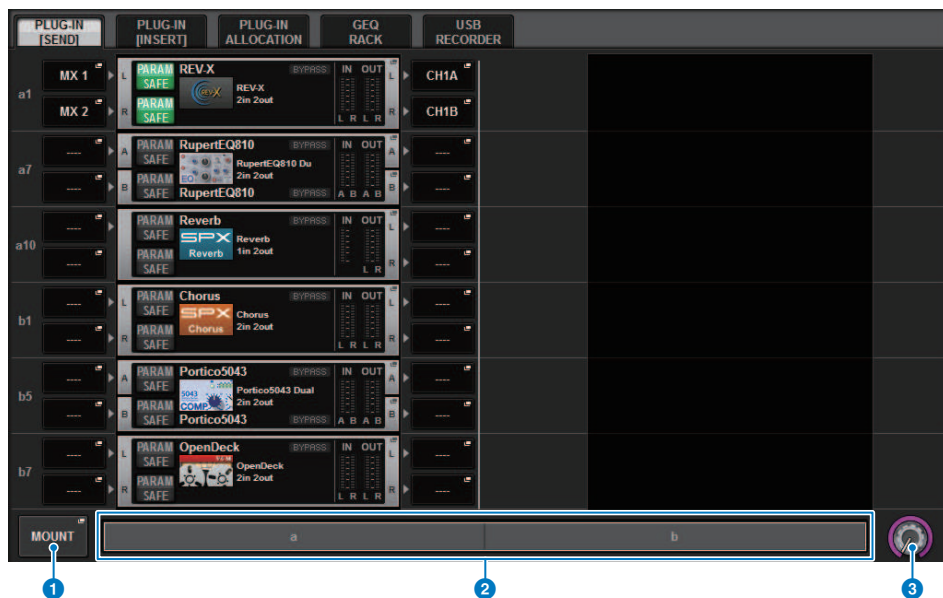 PLUG-IN [SEND]
PLUG-IN [INSERT]
PLUG-IN ALLOCATION
GEQ RACK
USB RECORDER
a1
MX 1
MX 2
L
R
PARAM SAFE
PARAM SAFE
REV-X
BYPASS
REV-X
REV-X
2in 2out
IN OUT
L R L R
L
R
CH1A
CH1B
a7
----
----
A
B
PARAM SAFE
PARAM SAFE
RupertEQ810
BYPASS
EQ
RupertEQ810 Du
2in 2out
RupertEQ810
BYPASS
IN OUT
A B A B
A
B
----
----
a10
----
----
PARAM SAFE
PARAM SAFE
Reverb
BYPASS
SPX
Reverb
Reverb
1in 2out
IN OUT
L R
L
R
----
----
b1
----
----
L
R
PARAM SAFE
PARAM SAFE
Chorus
BYPASS
SPX
Chorus
Chorus
2in 2out
IN OUT
L R L R
L
R
----
----
b5
----
----
A
B
PARAM SAFE
PARAM SAFE
Portico5043
BYPASS
5043
COMP
Portico5043 Dual
2in 2out
Portico5043
BYPASS
IN OUT
A B A B
A
B
----
----
b7
----
----
L
R
PARAM SAFE
PARAM SAFE
OpenDeck
BYPASS
OpenDeck
2in 2out
IN OUT
L R L R
L
R
----
----
MOUNT
a
b
1
2
3